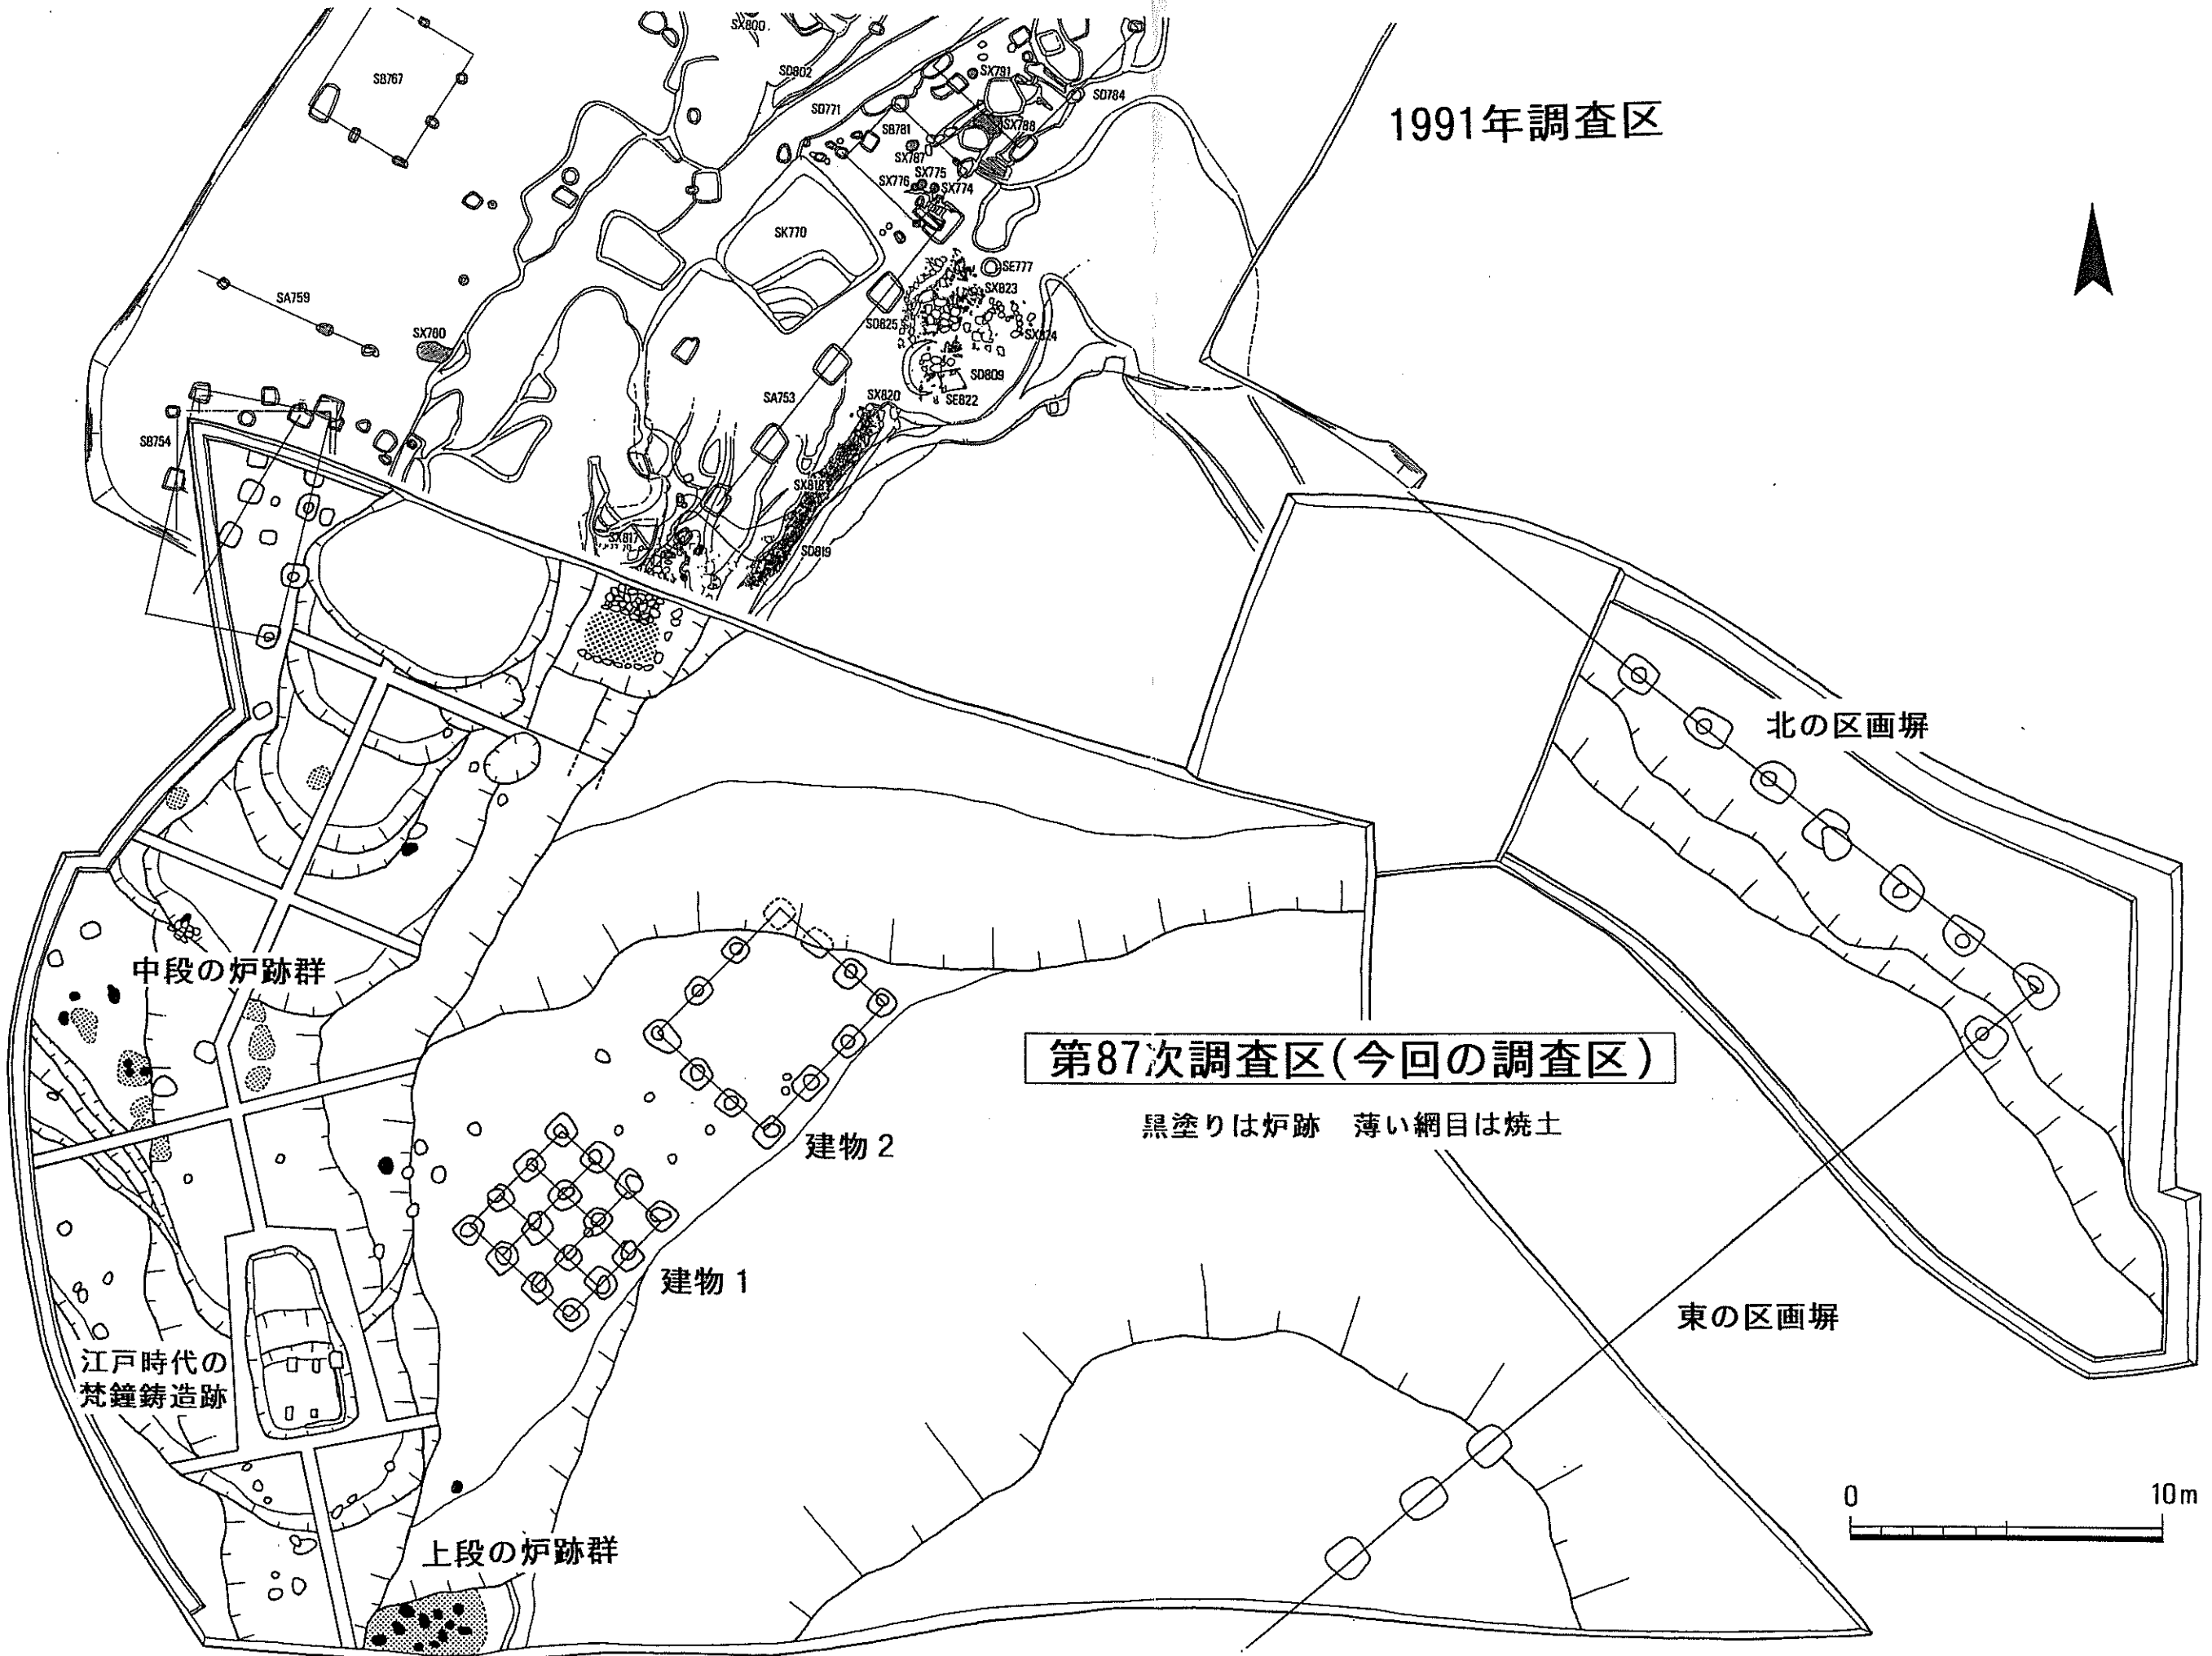 SX800
SB767
SD802
SX791
SD771
SD784
1991年調査区
SB781
SX788
SX787
SX775
SX776
SX774
SK770
SE777
SA759
SX823
SD825
SX824
SX760
SD809
SA753
SX820
SE822
SB754
SX818
SX817
SD819
北の区画塀
中段の炉跡群
第87次調査区(今回の調査区)
黒塗りは炉跡 薄い網目は焼土
建物2
建物1
東の区画塀
江戸時代の
梵鐘鋳造跡
0 10m
上段の炉跡群